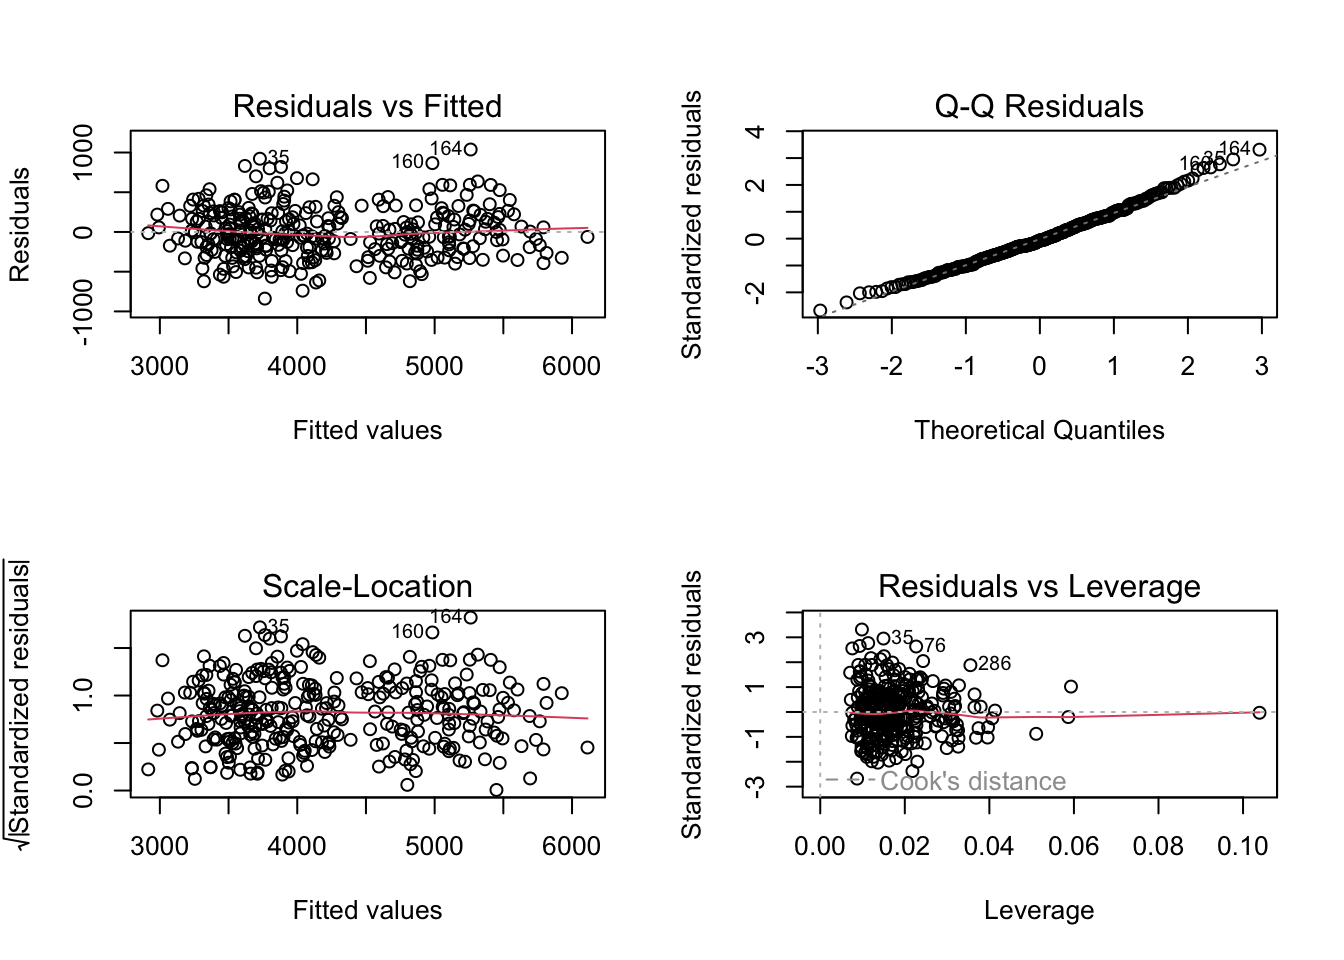 Residuals vs Fitted
Residuals
-1000 0 1000
35
160
164
3000 4000 5000 6000
Fitted values
Q-Q Residuals
Standardized residuals
-2 0 2 4
35
164
-3 -2 -1 0 1 2 3
Theoretical Quantiles
Scale-Location
√|Standardized residuals|
0.0 1.0
35
160
164
3000 4000 5000 6000
Fitted values
Residuals vs Leverage
Standardized residuals
-3 -1 1 3
35
76
286
Cook's distance
0.00 0.02 0.04 0.06 0.08 0.10
Leverage